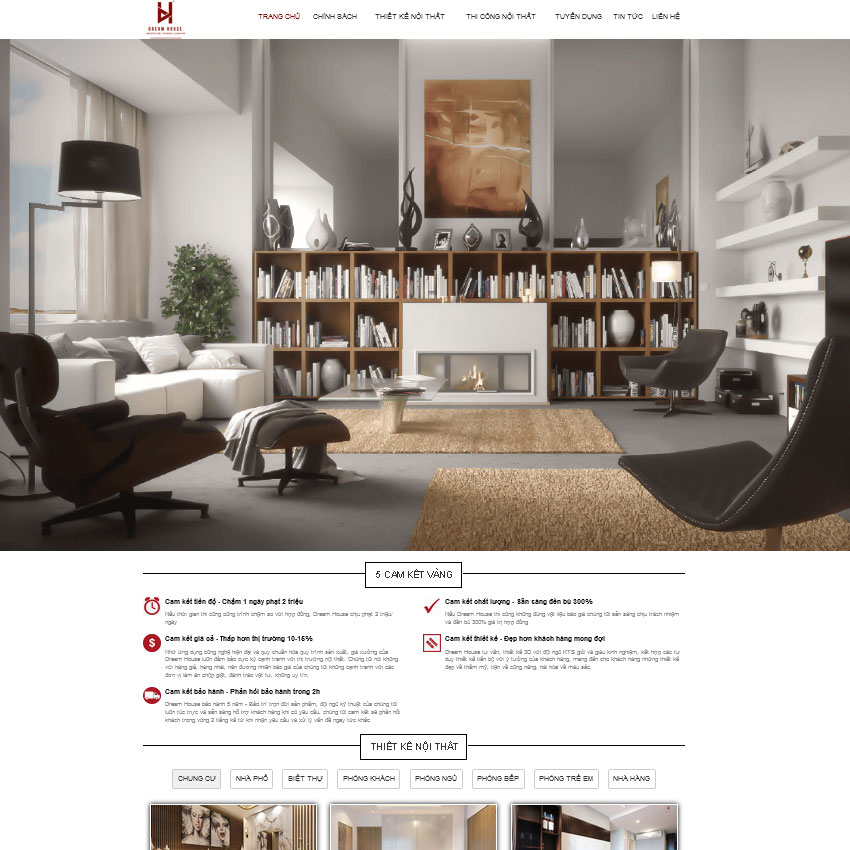 DREAM HOUSE
TRANG CHỦ
CHÍNH SÁCH
THIẾT KẾ NỘI THẤT
THI CÔNG NỘI THẤT
TUYỂN DỤNG
TIN TỨC
LIÊN HỆ
5 CAM KẾT VÀNG
Cam kết tiến độ - Chậm 1 ngày phạt 2 triệu
Nếu thời gian thi công công trình chậm so với hợp đồng, Dream House chịu phạt 2 triệu/
ngày
Cam kết chất lượng - Sẵn sàng đền bù 300%
Nếu Dream House thi công không đúng vật liệu báo giá chúng tôi sẵn sàng chịu trách nhiệm
và đền bù 300% giá trị hợp đồng
Cam kết giá cả - Thấp hơn thị trường 10-15%
Nhờ ứng dụng công nghệ hiện đại và quy chuẩn hóa quy trình sản xuất, giá xưởng của
Dream House luôn đảm bảo cực kỳ cạnh tranh với thị trường nội thất. Chúng tôi nói không
với hàng giả, hàng nhái, nên đương nhiên báo giá của chúng tôi không cạnh tranh với các
đơn vị làm ăn chộp giật, đánh tráo vật tư, không uy tín.
Cam kết thiết kế - Đẹp hơn khách hàng mong đợi
Dream House tư vấn, thiết kế 3D với đội ngũ KTS giỏi và giàu kinh nghiệm, kết hợp các tư
duy thiết kế tiến bộ với ý tưởng của khách hàng, mang đến cho khách hàng những thiết kế
đẹp về thẩm mỹ, tiện về công năng, hài hòa về màu sắc.
Cam kết bảo hành - Phản hồi bảo hành trong 2h
Dream House bảo hành 5 năm - Bảo trì trọn đời sản phẩm, đội ngũ kỹ thuật của chúng tôi
luôn túc trực và sẵn sàng hỗ trợ khách hàng khi có yêu cầu, chúng tôi cam kết sẽ phản hồi
khách trong vòng 2 tiếng kể từ khi nhận yêu cầu và xử lý vấn đề ngay tức khắc.
THIẾT KẾ NỘI THẤT
CHUNG CƯ
NHÀ PHỐ
BIỆT THỰ
PHÒNG KHÁCH
PHÒNG NGỦ
PHÒNG BẾP
PHÒNG TRẺ EM
NHÀ HÀNG